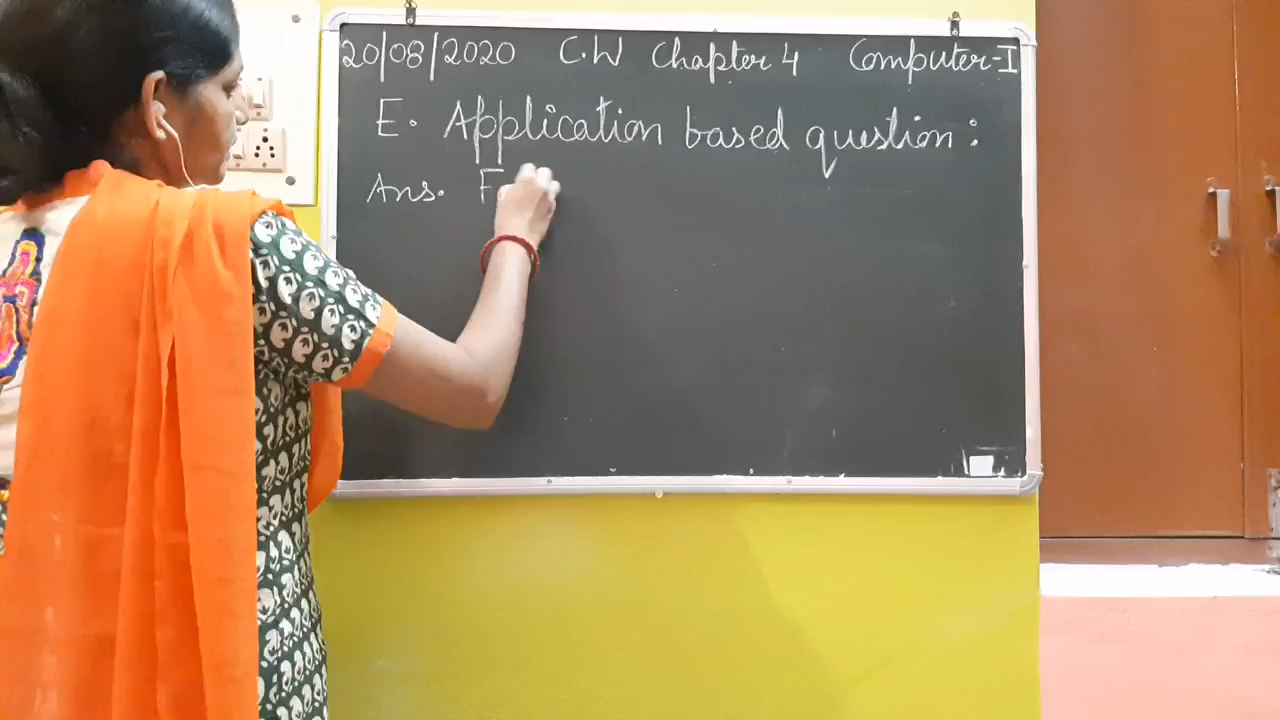 20/08/2020 C.W Chapter 4 Computer-I
E. Application based question:
Ans. F